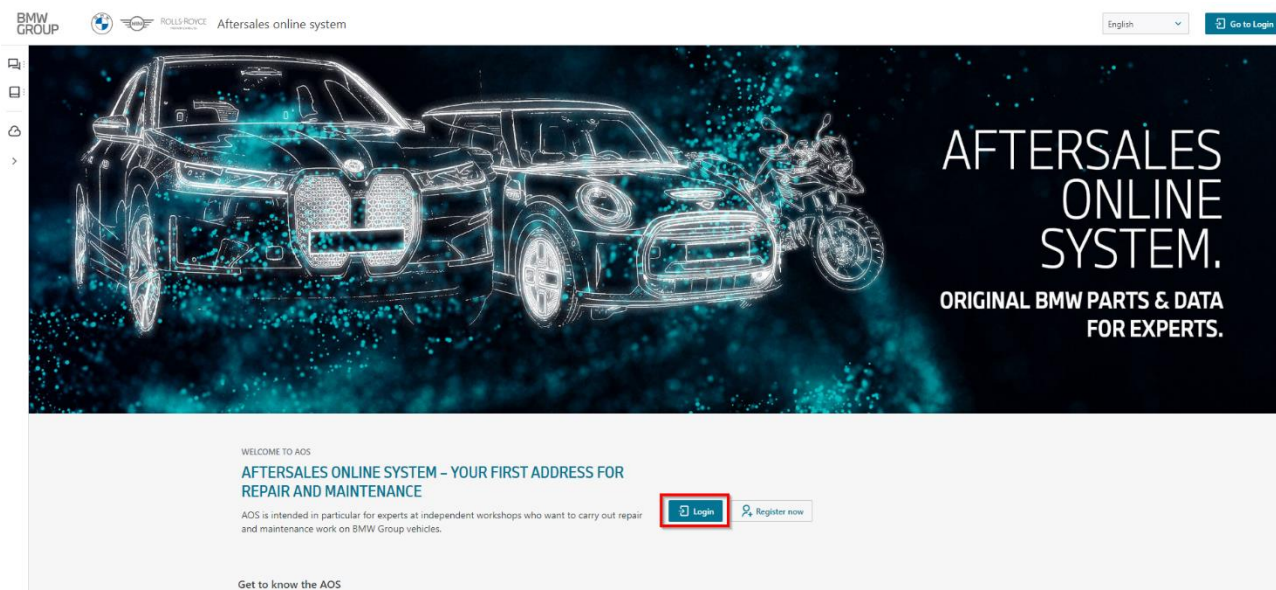 BMW
GROUP
ROLLS-ROYCE Aftersales online system
English
Go to Login
AFTERSALES
ONLINE
SYSTEM.
ORIGINAL BMW PARTS & DATA
FOR EXPERTS.
WELCOME TO AOS
AFTERSALES ONLINE SYSTEM – YOUR FIRST ADDRESS FOR
REPAIR AND MAINTENANCE
AOS is intended in particular for experts at independent workshops who want to carry out repair
and maintenance work on BMW Group vehicles.
Login
Register now
Get to know the AOS